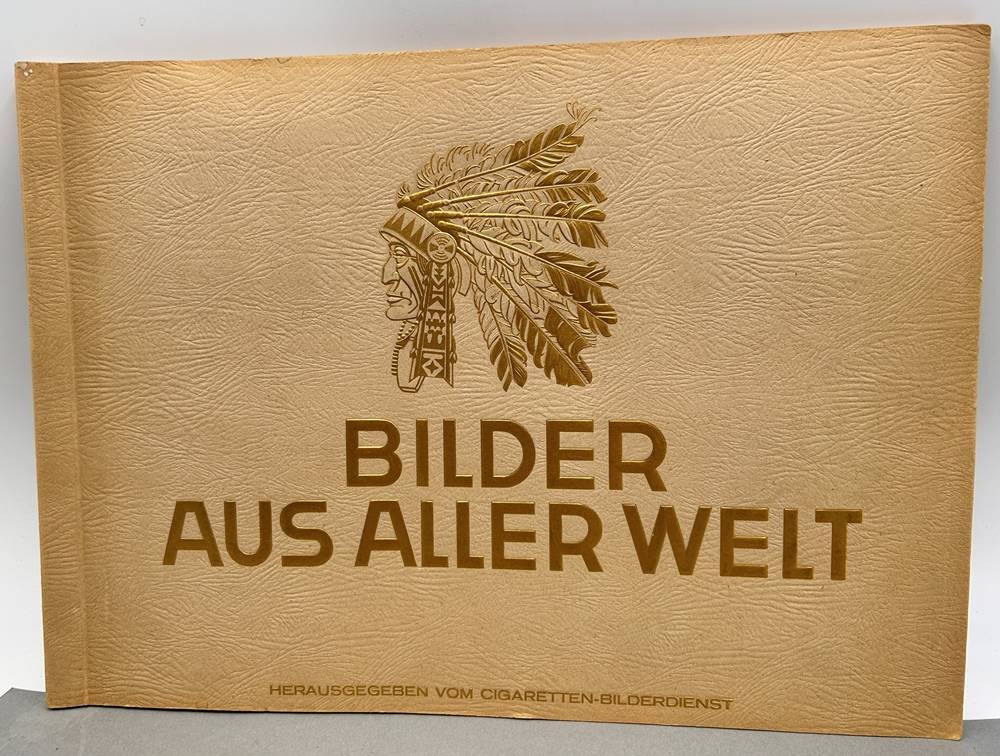 BILDER
AUS ALLER WELT
HERAUSGEGEBEN VOM CIGARETTEN-BILDERDIENST